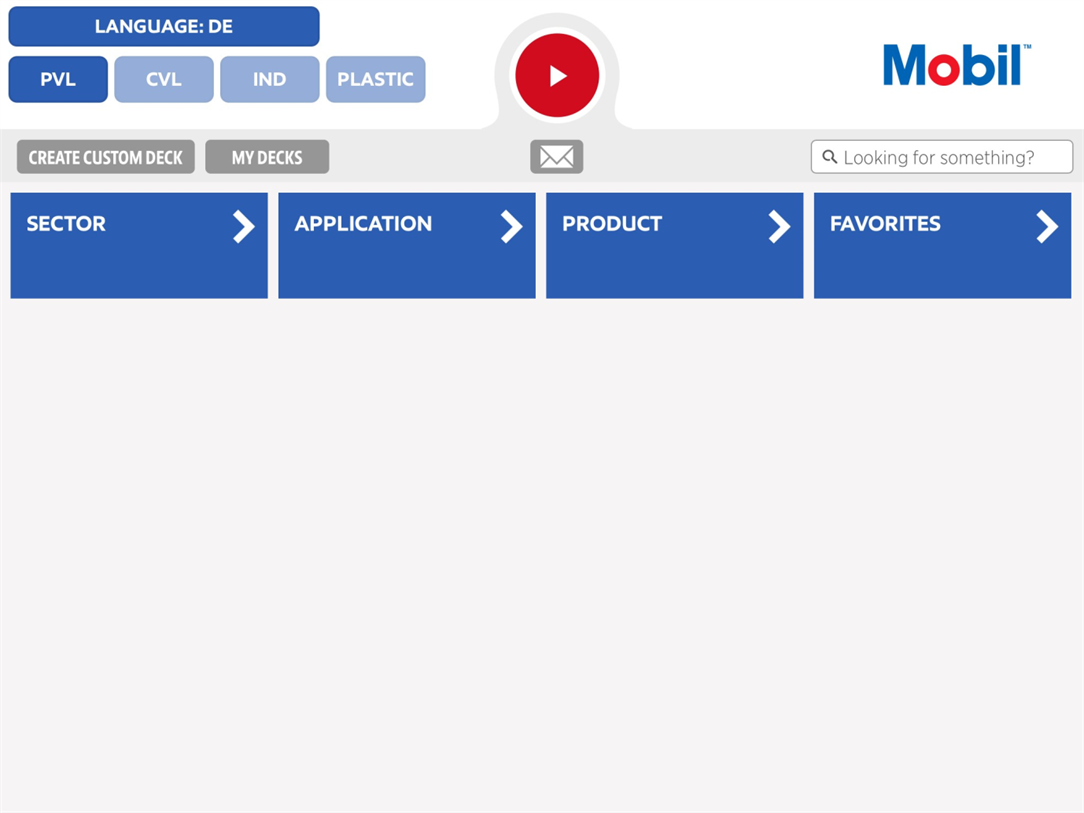 LANGUAGE: DE
PVL CVL IND PLASTIC
Mobil™
CREATE CUSTOM DECK MY DECKS Looking for something?
SECTOR APPLICATION PRODUCT FAVORITES